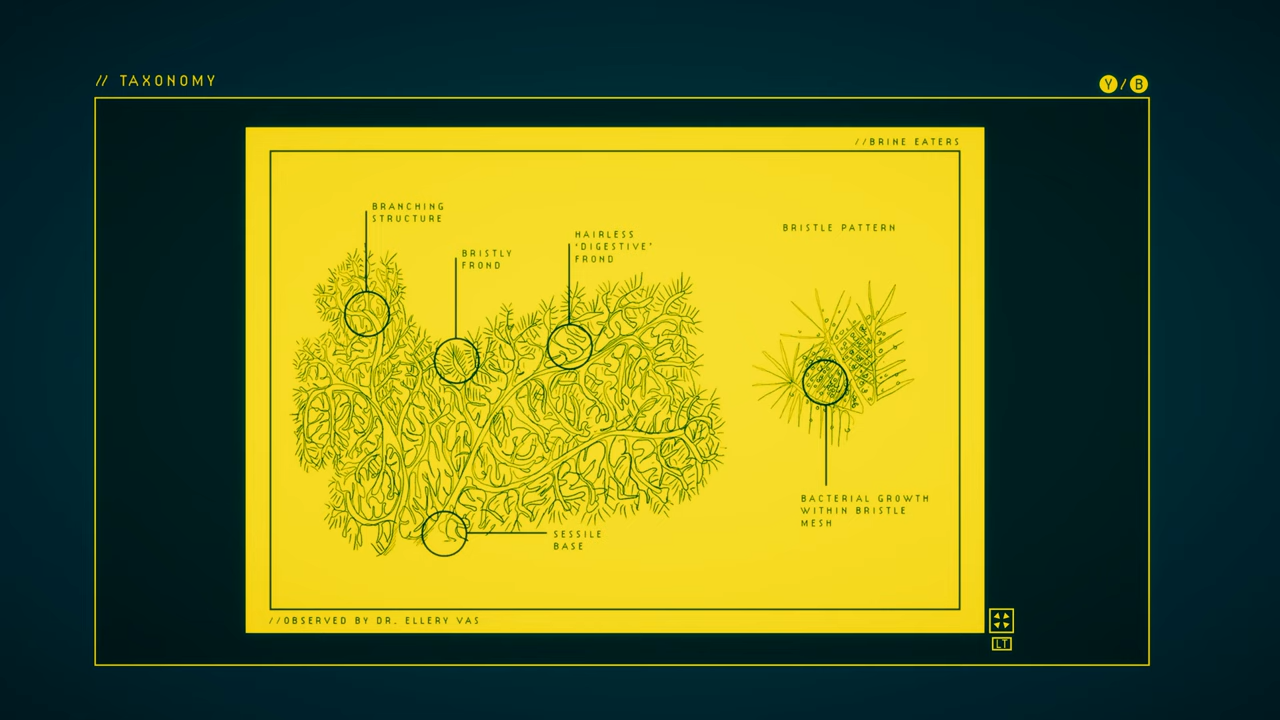 // TAXONOMY
Y / B
//BRINE EATERS
BRANCHING
STRUCTURE
BRISTLY
FROND
HAIRLESS
"DIGESTIVE"
FROND
BRISTLE PATTERN
BACTERIAL GROWTH
WITHIN BRISTLE
MESH
SESSILE
BASE
//OBSERVED BY DR. ELLERY VAS
LT